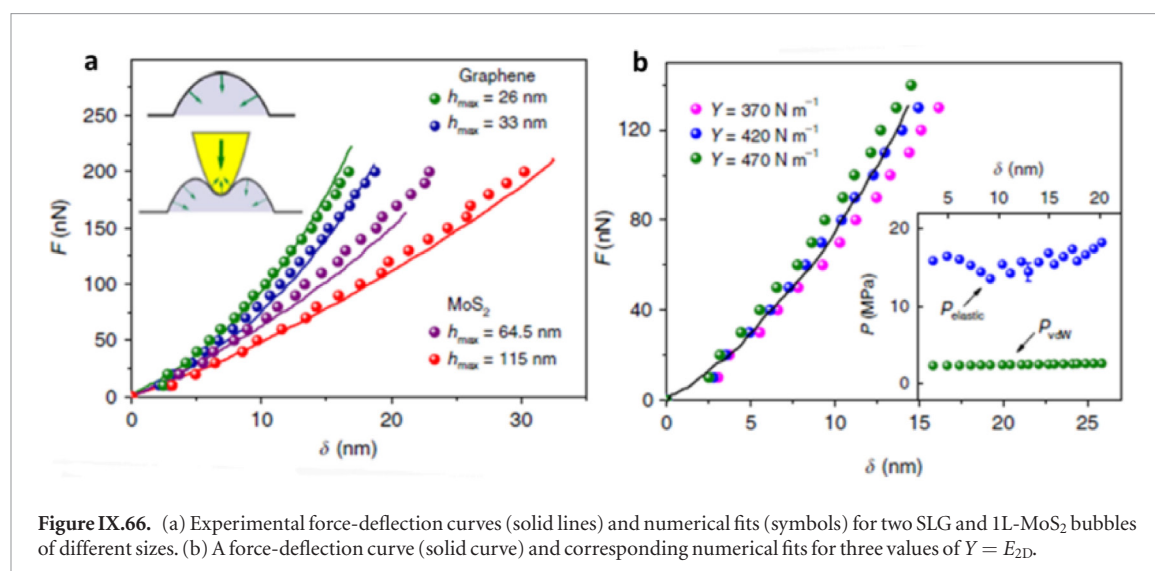 a
Graphene
h_max = 26 nm
h_max = 33 nm
MoS₂
h_max = 64.5 nm
h_max = 115 nm
F (nN)
250
200
150
100
50
0
0 10 20 30
δ (nm)
b
Y = 370 N m⁻¹
Y = 420 N m⁻¹
Y = 470 N m⁻¹
F (nN)
120
80
40
0
0 5 10 15 20 25
δ (nm)
δ (nm)
5 10 15 20
P (MPa)
20
10
0
P_elastic
P_vdW
Figure IX.66. (a) Experimental force-deflection curves (solid lines) and numerical fits (symbols) for two SLG and 1L-MoS₂ bubbles
of different sizes. (b) A force-deflection curve (solid curve) and corresponding numerical fits for three values of Y = E₂D.